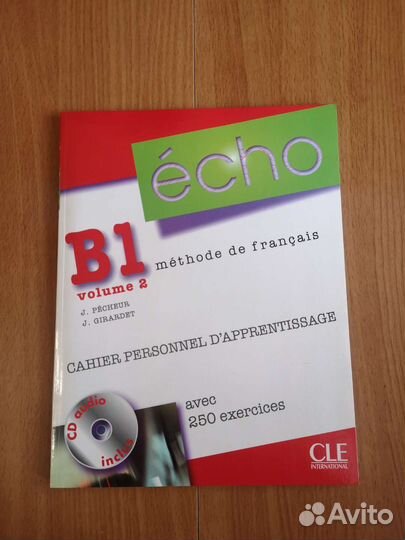 écho
B1
méthode de français
volume 2
J. PÉCHEUR
J. GIRARDET
CAHIER PERSONNEL D'APPRENTISSAGE
avec
250 exercices
CD audio
inclus
CLE
INTERNATIONAL
Avito